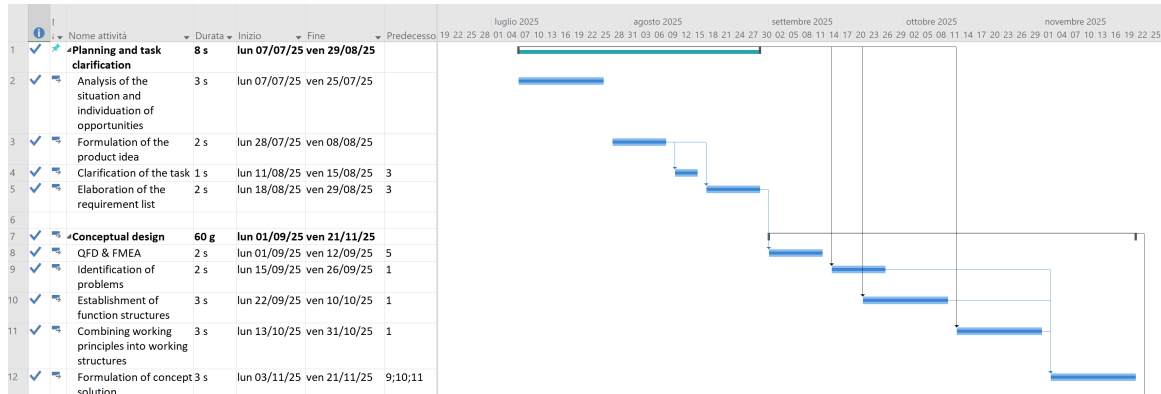 luglio 2025 agosto 2025 settembre 2025 ottobre 2025 novembre 2025
Nome attività Durata Inizio Fine Predecesso 19 22 25 28 01 04 07 10 13 16 19 22 25 28 31 03 06 09 12 15 18 21 24 27 30 02 05 08 11 14 17 20 23 26 29 02 05 08 11 14 17 20 23 26 29 01 04 07 10 13 16 19 22 25
1 Planning and task 8 s lun 07/07/25 ven 29/08/25
clarification
2 Analysis of the 3 s lun 07/07/25 ven 25/07/25
situation and
individuation of
opportunities
3 Formulation of the 2 s lun 28/07/25 ven 08/08/25
product idea
4 Clarification of the task 1 s lun 11/08/25 ven 15/08/25 3
5 Elaboration of the 2 s lun 18/08/25 ven 29/08/25 3
requirement list
6
7 Conceptual design 60 g lun 01/09/25 ven 21/11/25
8 QFD & FMEA 2 s lun 01/09/25 ven 12/09/25 5
9 Identification of 2 s lun 15/09/25 ven 26/09/25 1
problems
10 Establishment of 3 s lun 22/09/25 ven 10/10/25 1
function structures
11 Combining working 3 s lun 13/10/25 ven 31/10/25 1
principles into working
structures
12 Formulation of concept 3 s lun 03/11/25 ven 21/11/25 9;10;11
solution